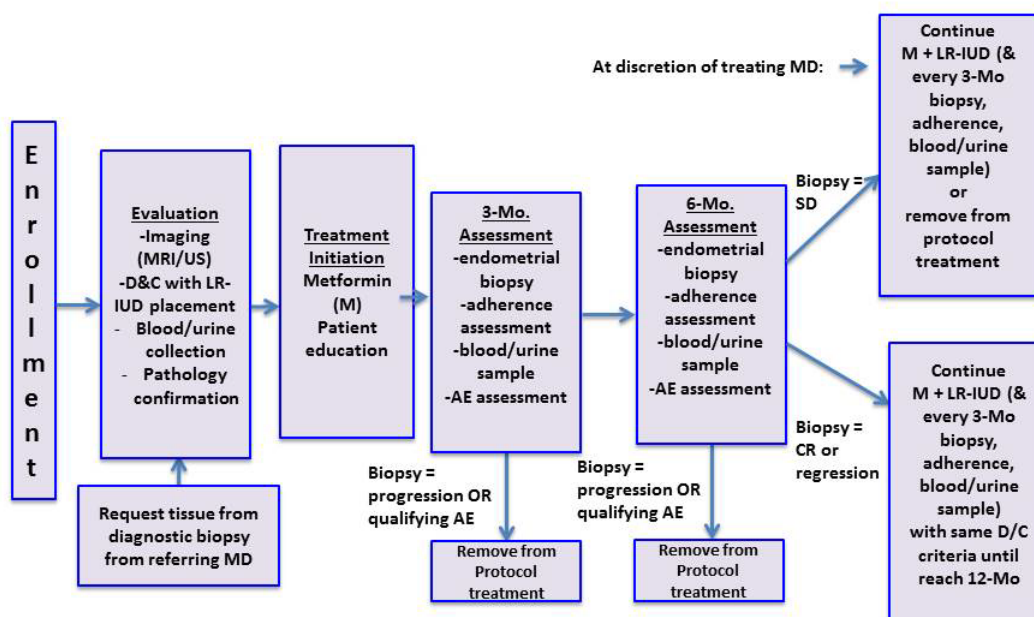 Enrollment
Evaluation
-Imaging
(MRI/US)
-D&C with LR-
IUD placement
- Blood/urine
collection
- Pathology
confirmation
Request tissue from
diagnostic biopsy
from referring MD
Treatment
Initiation
Metformin
(M)
Patient
education
3-Mo.
Assessment
-endometrial
biopsy
-adherence
assessment
-blood/urine
sample
-AE assessment
Biopsy =
progression OR
qualifying AE
Remove from
Protocol
treatment
6-Mo.
Assessment
-endometrial
biopsy
-adherence
assessment
-blood/urine
sample
-AE assessment
Biopsy =
progression OR
qualifying AE
Remove from
Protocol
treatment
At discretion of treating MD:
Biopsy =
SD
Continue
M + LR-IUD (&
every 3-Mo
biopsy,
adherence,
blood/urine
sample)
or
remove from
protocol
treatment
Biopsy =
CR or
regression
Continue
M + LR-IUD (&
every 3-Mo
biopsy,
adherence,
blood/urine
sample)
with same D/C
criteria until
reach 12-Mo